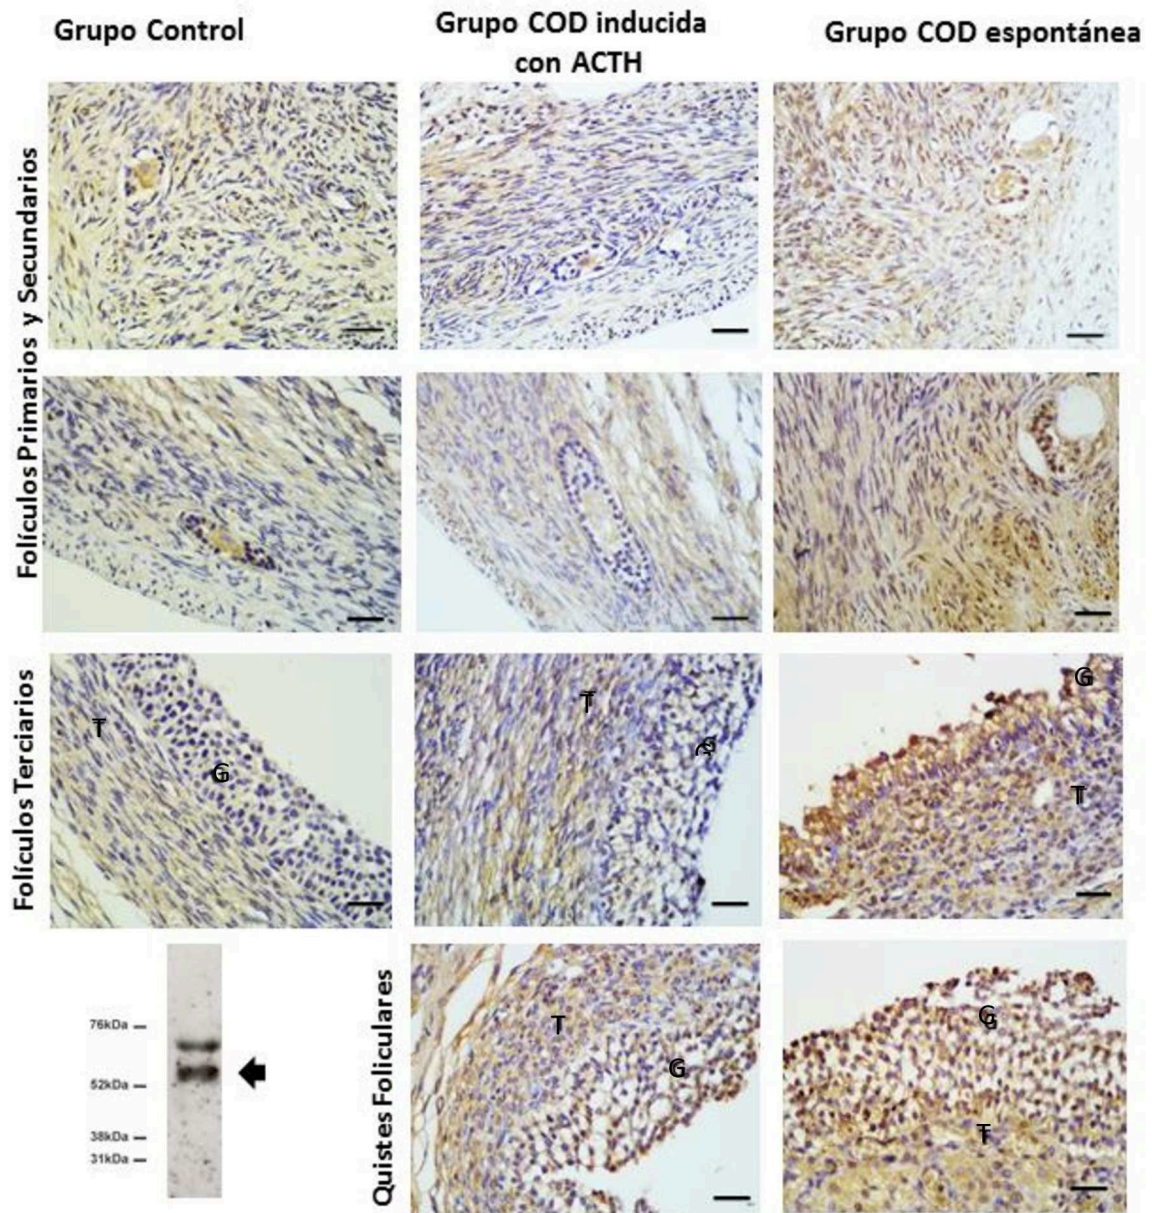 Grupo Control
Grupo COD inducida
con ACTH
Grupo COD espontánea
Folículos Primarios y Secundarios
Folículos Terciarios
T
G
T
G
G
T
76kDa
52kDa
38kDa
31kDa
Quistes Foliculares
T
G
G
T